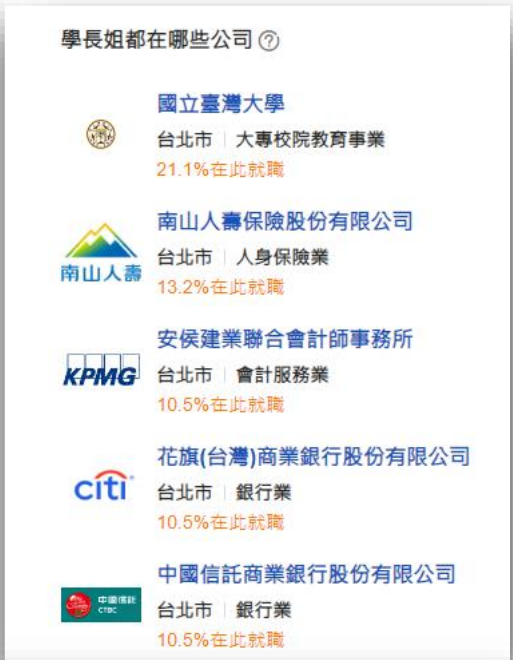 學長姐都在哪些公司 ?
國立臺灣大學
台北市 | 大專校院教育事業
21.1%在此就職
南山人壽
南山人壽保險股份有限公司
台北市 | 人身保險業
13.2%在此就職
KPMG
安侯建業聯合會計師事務所
台北市 | 會計服務業
10.5%在此就職
citi
花旗(台灣)商業銀行股份有限公司
台北市 | 銀行業
10.5%在此就職
中國信託
CTBC
中國信託商業銀行股份有限公司
台北市 | 銀行業
10.5%在此就職